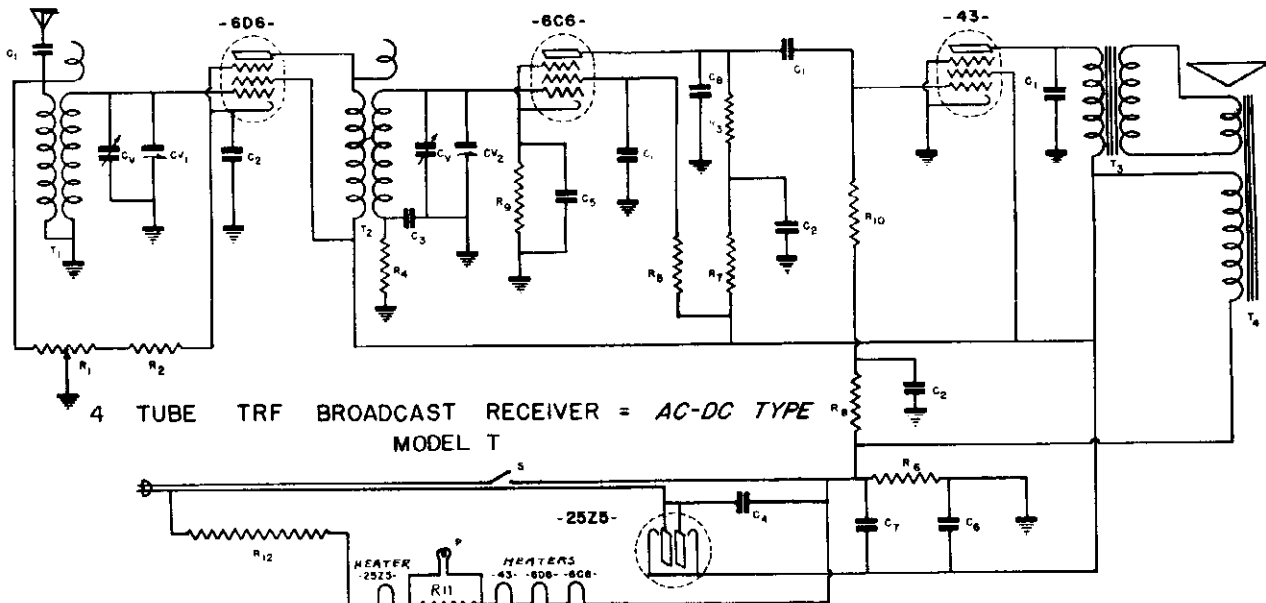 -6D6-
-6C6-
-43-
C1
C1
C8
C1
R3
CV
CV1
C2
CV
CV2
C1
R9
C5
C2
R10
T3
T1
T2
C3
R4
R5
R7
T4
R1
R2
C2
4 TUBE TRF BROADCAST RECEIVER = AC-DC TYPE
R8
MODEL T
S
R6
-25Z5-
C4
C7
C6
R12
P
HEATER
-25Z5-
R11
HEATERS
-43- -6D6- -6C6-